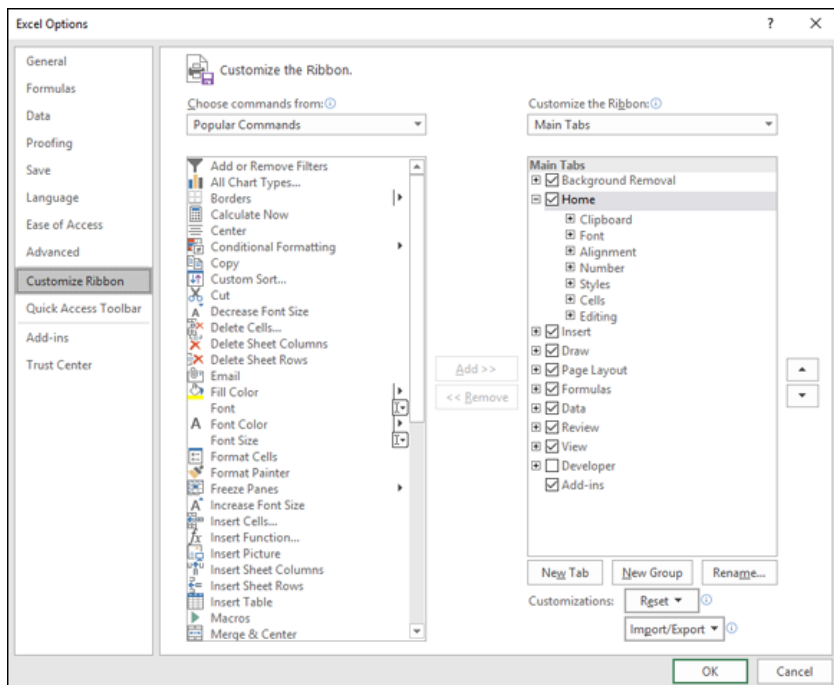 Excel Options
?
General
Formulas
Data
Proofing
Save
Language
Ease of Access
Advanced
Customize Ribbon
Quick Access Toolbar
Add-ins
Trust Center
Customize the Ribbon.
Choose commands from:
Popular Commands
Add or Remove Filters
All Chart Types...
Borders
Calculate Now
Center
Conditional Formatting
Copy
Custom Sort...
Cut
Decrease Font Size
Delete Cells...
Delete Sheet Columns
Delete Sheet Rows
Email
Fill Color
Font
Font Color
Font Size
Format Cells
Format Painter
Freeze Panes
Increase Font Size
Insert Cells...
Insert Function...
Insert Picture
Insert Sheet Columns
Insert Sheet Rows
Insert Table
Macros
Merge & Center
Add >>
<< Remove
Customize the Ribbon:
Main Tabs
Main Tabs
Background Removal
Home
Clipboard
Font
Alignment
Number
Styles
Cells
Editing
Insert
Draw
Page Layout
Formulas
Data
Review
View
Developer
Add-ins
New Tab
New Group
Rename...
Customizations:
Reset
Import/Export
OK
Cancel